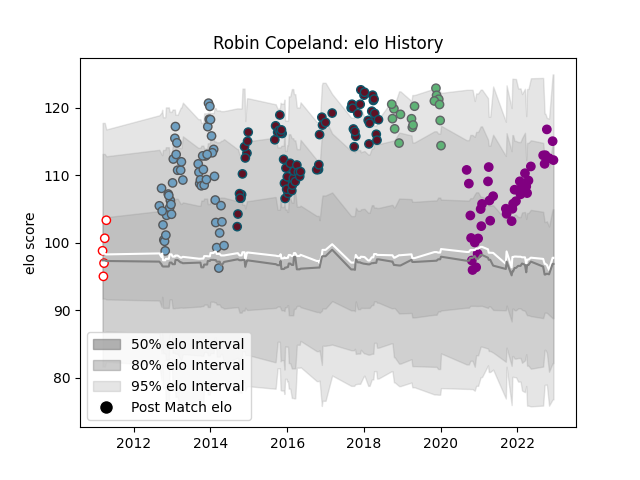 Robin Copeland: elo History
elo score
120
110
100
90
80
50% elo Interval
80% elo Interval
95% elo Interval
Post Match elo
2012 2014 2016 2018 2020 2022